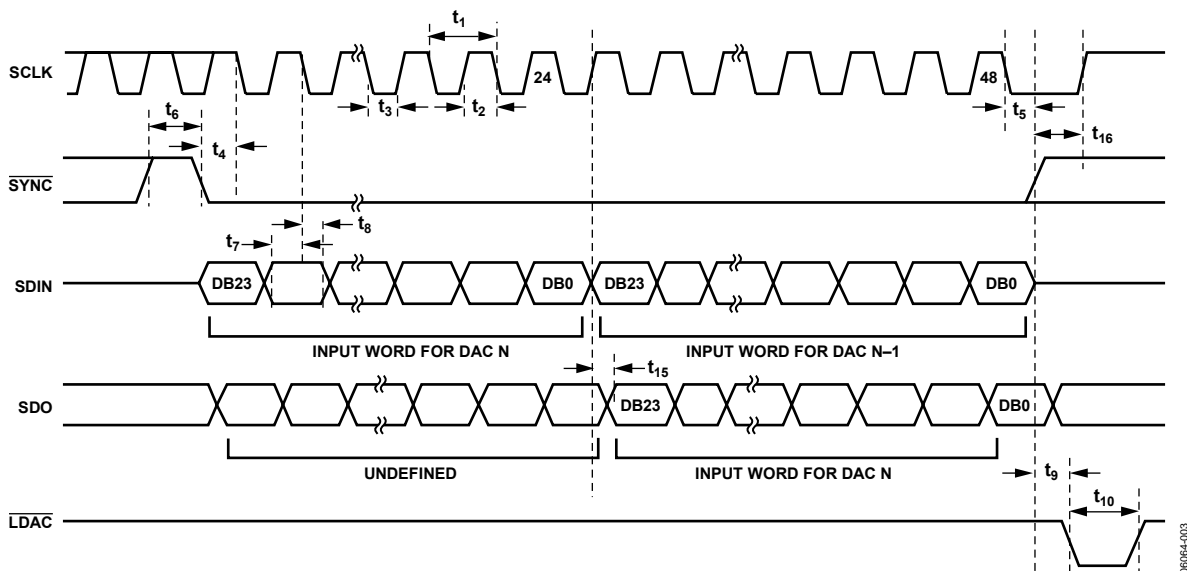 t1
SCLK
24
48
t3
t2
t5
t6
t4
t16
SYNC
t7
t8
SDIN
DB23
DB0
DB23
DB0
INPUT WORD FOR DAC N
INPUT WORD FOR DAC N–1
t15
SDO
DB23
DB0
UNDEFINED
INPUT WORD FOR DAC N
t9
t10
LDAC
06064-003